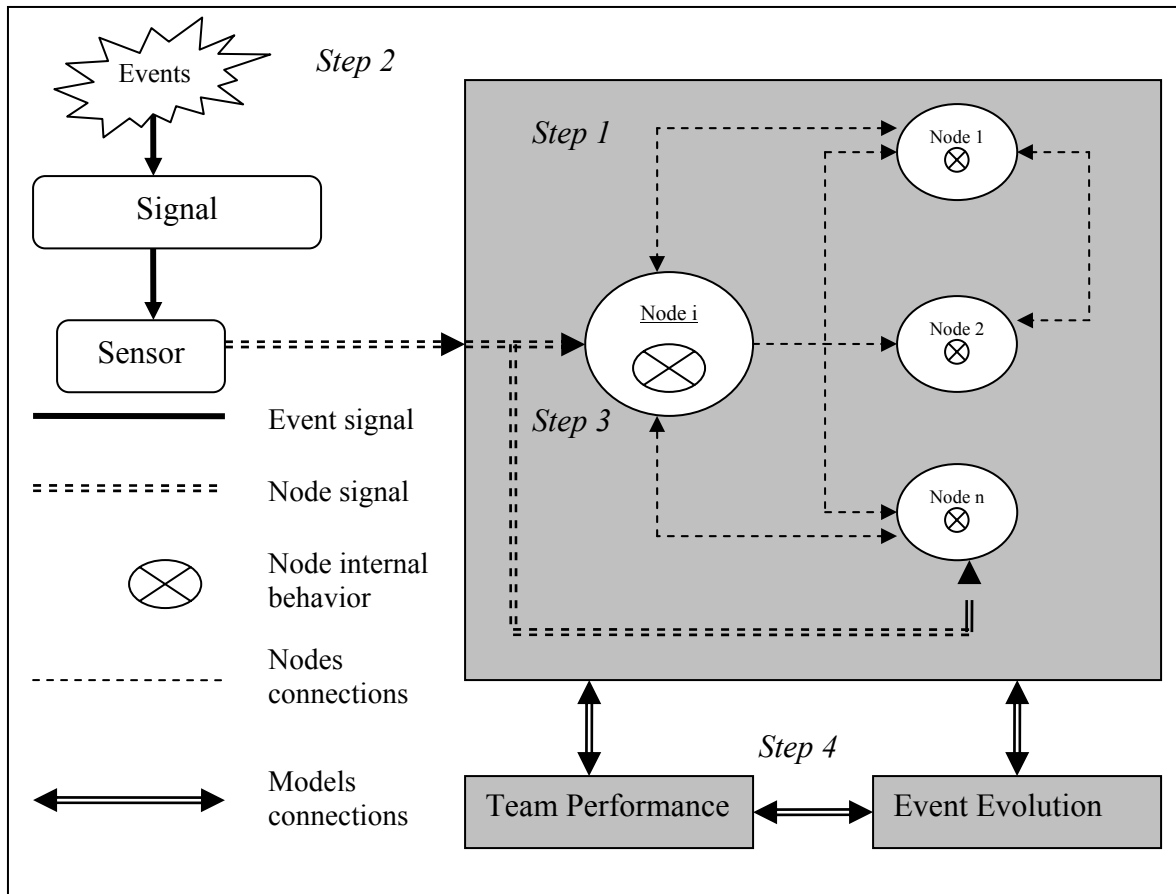 Events
Step 2
Step 1
Node 1
Signal
Node i
Node 2
Sensor
Step 3
Event signal
Node signal
Node n
Node internal
behavior
Nodes
connections
Step 4
Models
connections
Team Performance
Event Evolution